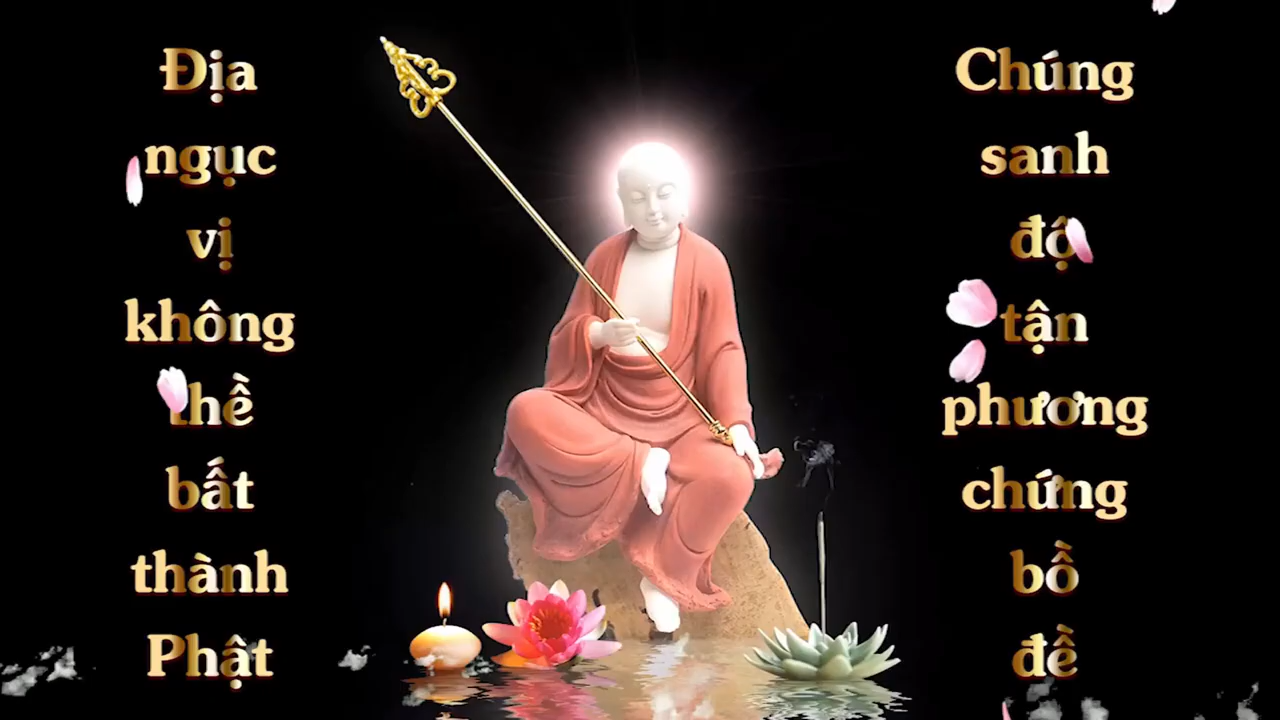 Địa
ngục
vị
không
thề
bất
thành
Phật
Chúng
sanh
độ
tận
phương
chứng
bồ
đề